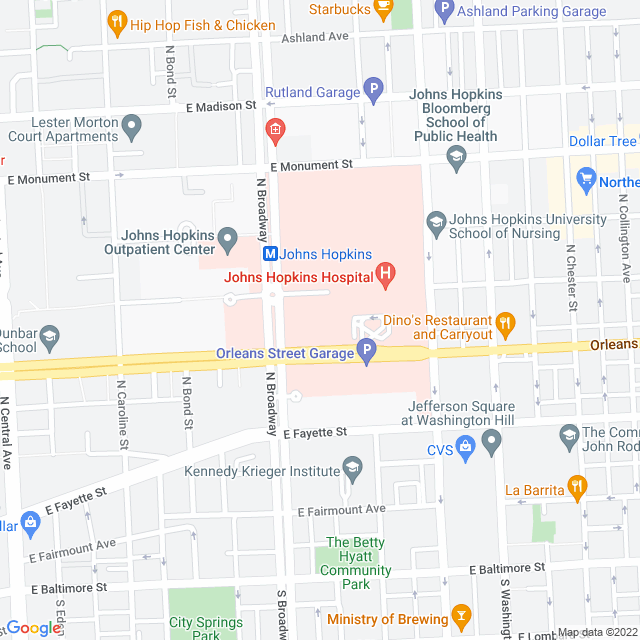 Starbucks
Ashland Parking Garage
Hip Hop Fish & Chicken
Ashland Ave
N Bond St
N Broadway
Rutland Garage
Johns Hopkins
Bloomberg
School of
Public Health
E Madison St
Lester Morton
Court Apartments
Dollar Tree
E Monument St
E Monument St
Northe
N Collington Ave
Johns Hopkins
Outpatient Center
N Broadway
Johns Hopkins University
School of Nursing
M Johns Hopkins
N Chester St
Johns Hopkins Hospital
H
Dino's Restaurant
and Carryout
Dunbar
School
Orleans Street Garage
Orleans
N Central Ave
N Caroline St
N Bond St
N Broadway
Jefferson Square
at Washington Hill
E Fayette St
CVS
The Comm
John Rod
Kennedy Krieger Institute
La Barrita
E Fayette St
E Fairmount Ave
llar
E Fairmount Ave
The Betty
Hyatt
Community
Park
E Baltimore St
E Baltimore St
S Broadw
S Washing
City Springs
Park
Ministry of Brewing
E Lomb
Google
Map data ©2022